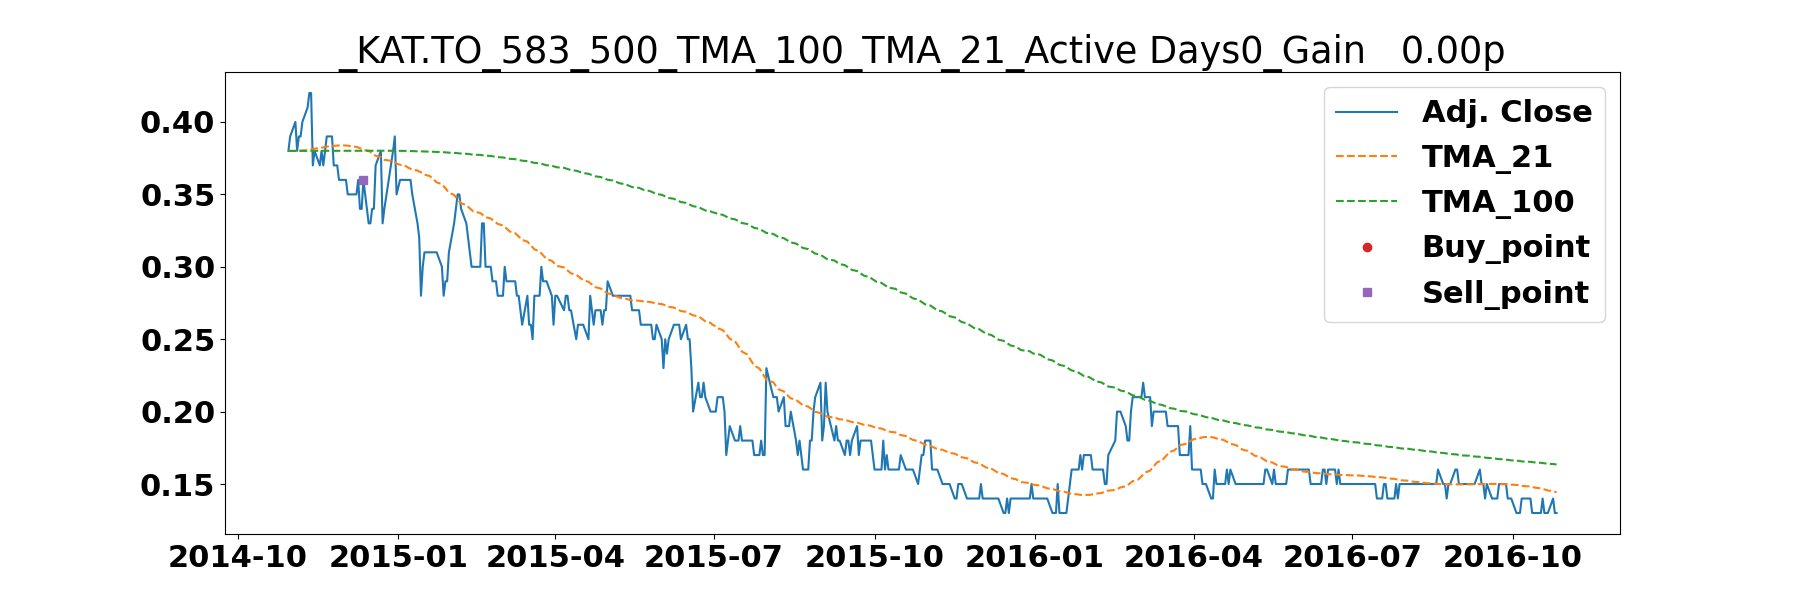 _KAT.TO_583_500_TMA_100_TMA_21_Active Days0_Gain   0.00p
0.40
0.35
0.30
0.25
0.20
0.15
Adj. Close
TMA_21
TMA_100
Buy_point
Sell_point
2014-10 2015-01 2015-04 2015-07 2015-10 2016-01 2016-04 2016-07 2016-10